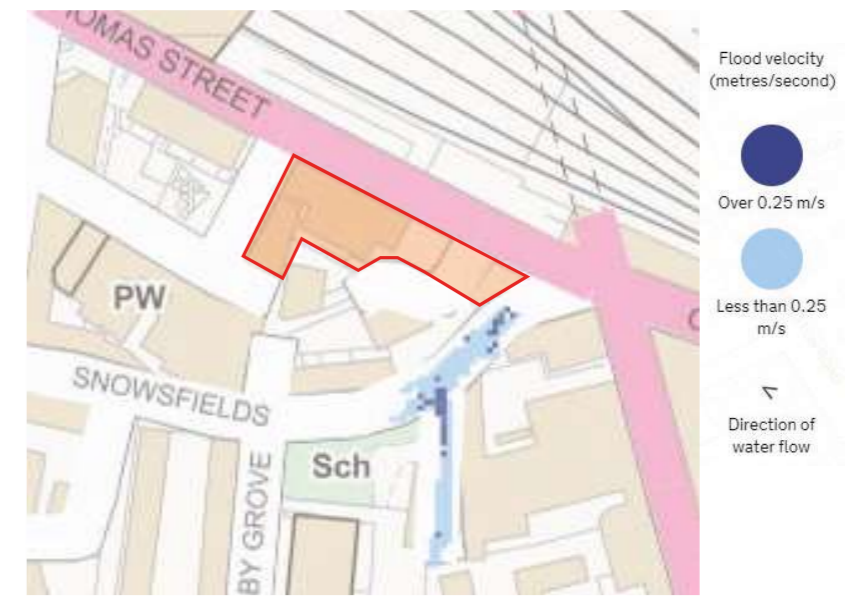 OMAS STREET
PW
SNOWSFIELDS
Sch
BY GROVE
C
Flood velocity
(metres/second)
Over 0.25 m/s
Less than 0.25
m/s
Direction of
water flow